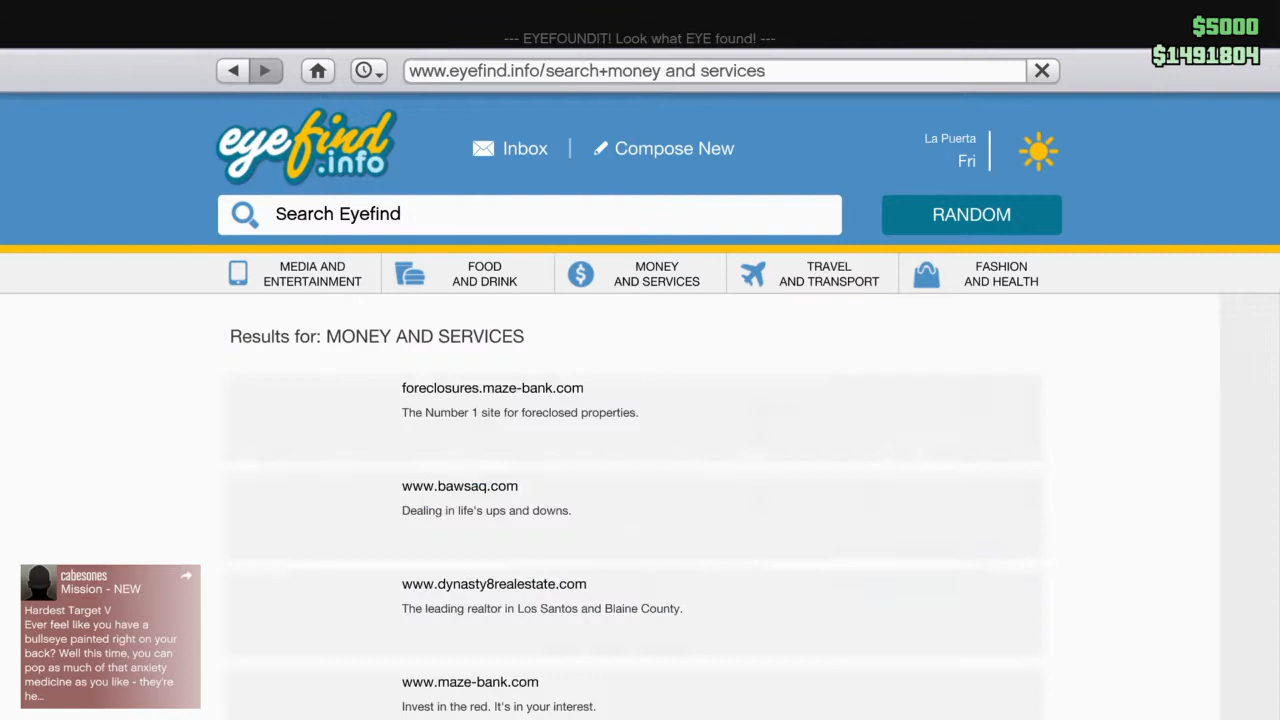 $5000
--- EYEFOUNDIT! Look what EYE found! ---
$1491804
www.eyefind.info/search+money and services
eyefind.info
Inbox
Compose New
La Puerta
Fri
Search Eyefind
RANDOM
MEDIA AND
ENTERTAINMENT
FOOD
AND DRINK
MONEY
AND SERVICES
TRAVEL
AND TRANSPORT
FASHION
AND HEALTH
Results for: MONEY AND SERVICES
foreclosures.maze-bank.com
The Number 1 site for foreclosed properties.
www.bawsaq.com
Dealing in life's ups and downs.
www.dynasty8realestate.com
The leading realtor in Los Santos and Blaine County.
www.maze-bank.com
Invest in the red. It's in your interest.
cabesones
Mission - NEW
Hardest Target V
Ever feel like you have a
bullseye painted right on your
back? Well this time, you can
pop as much of that anxiety
medicine as you like - they're
he...